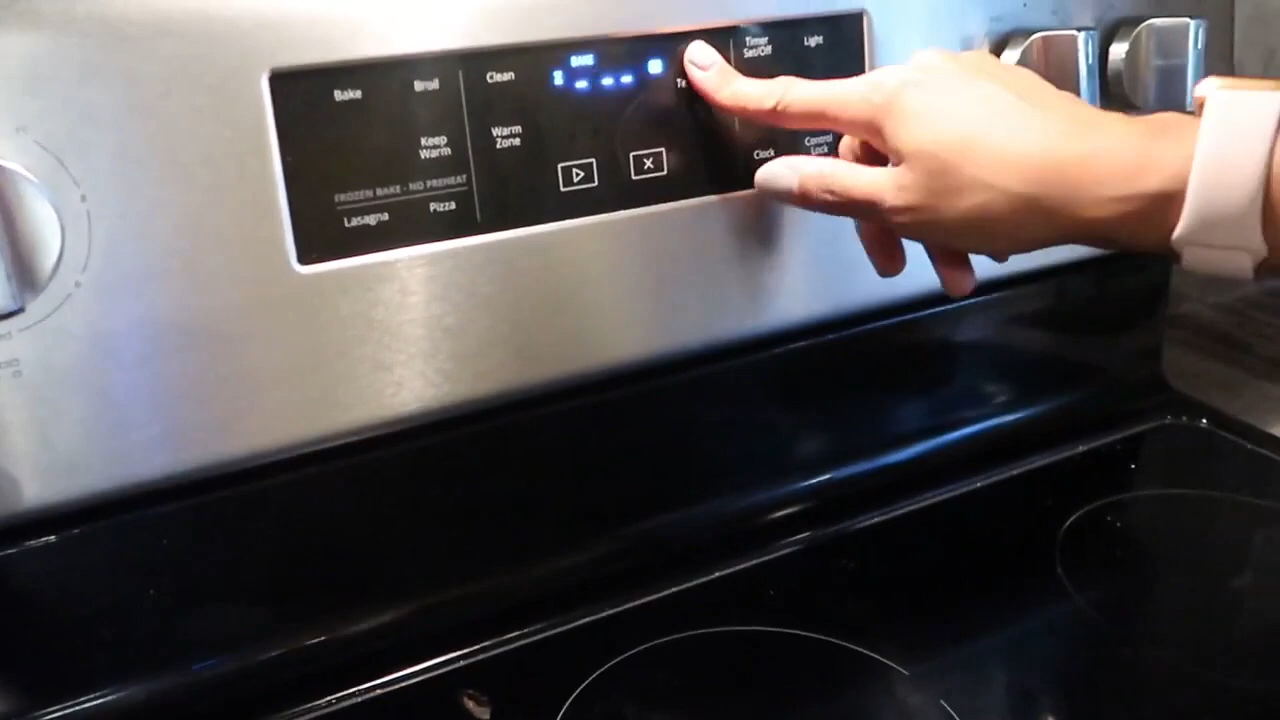 Bake
Broil
Keep
Warm
FROZEN BAKE - NO PREHEAT
Lasagna
Pizza
Clean
Warm
Zone
BAKE
Timer
Set/Off
Light
Clock
Control
Lock